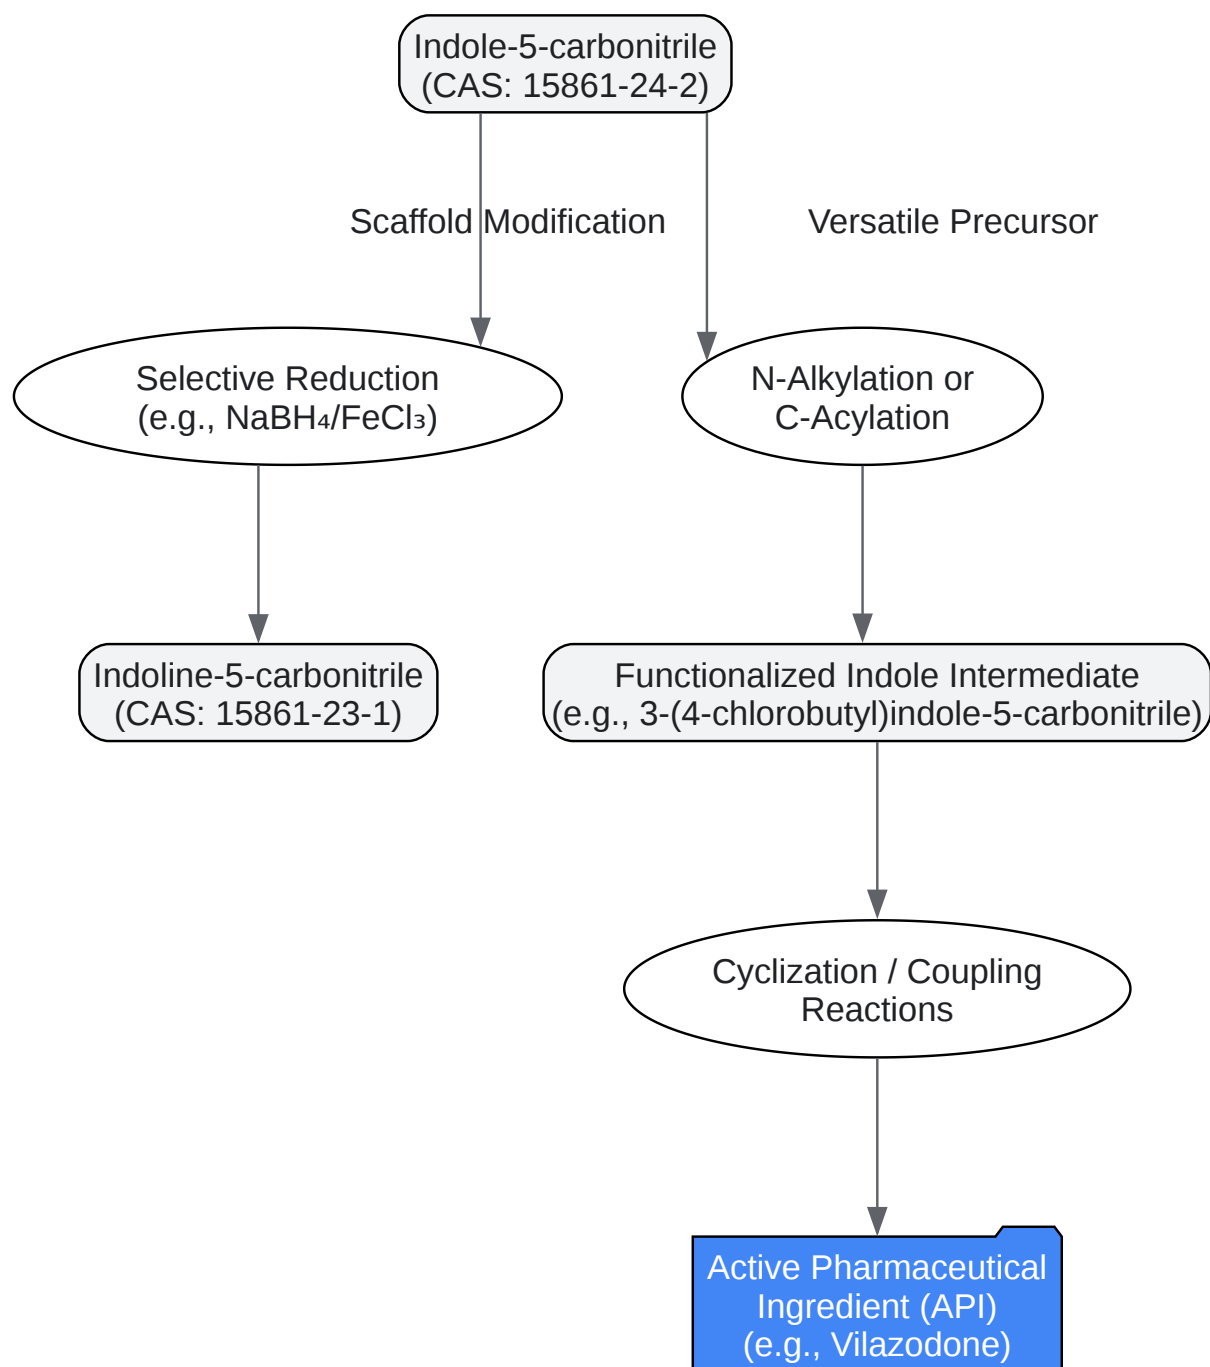 Indole-5-carbonitrile
(CAS: 15861-24-2)
Scaffold Modification
Versatile Precursor
Selective Reduction
(e.g., NaBH₄/FeCl₃)
N-Alkylation or
C-Acylation
Indoline-5-carbonitrile
(CAS: 15861-23-1)
Functionalized Indole Intermediate
(e.g., 3-(4-chlorobutyl)indole-5-carbonitrile)
Cyclization / Coupling
Reactions
Active Pharmaceutical
Ingredient (API)
(e.g., Vilazodone)